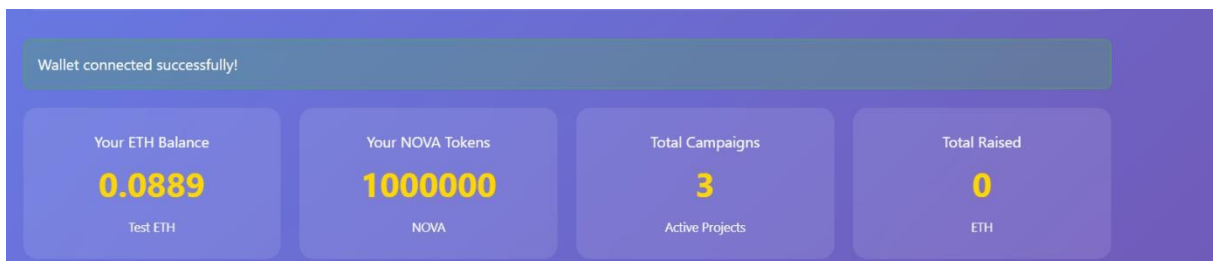 Wallet connected successfully!
Your ETH Balance
0.0889
Test ETH
Your NOVA Tokens
1000000
NOVA
Total Campaigns
3
Active Projects
Total Raised
0
ETH